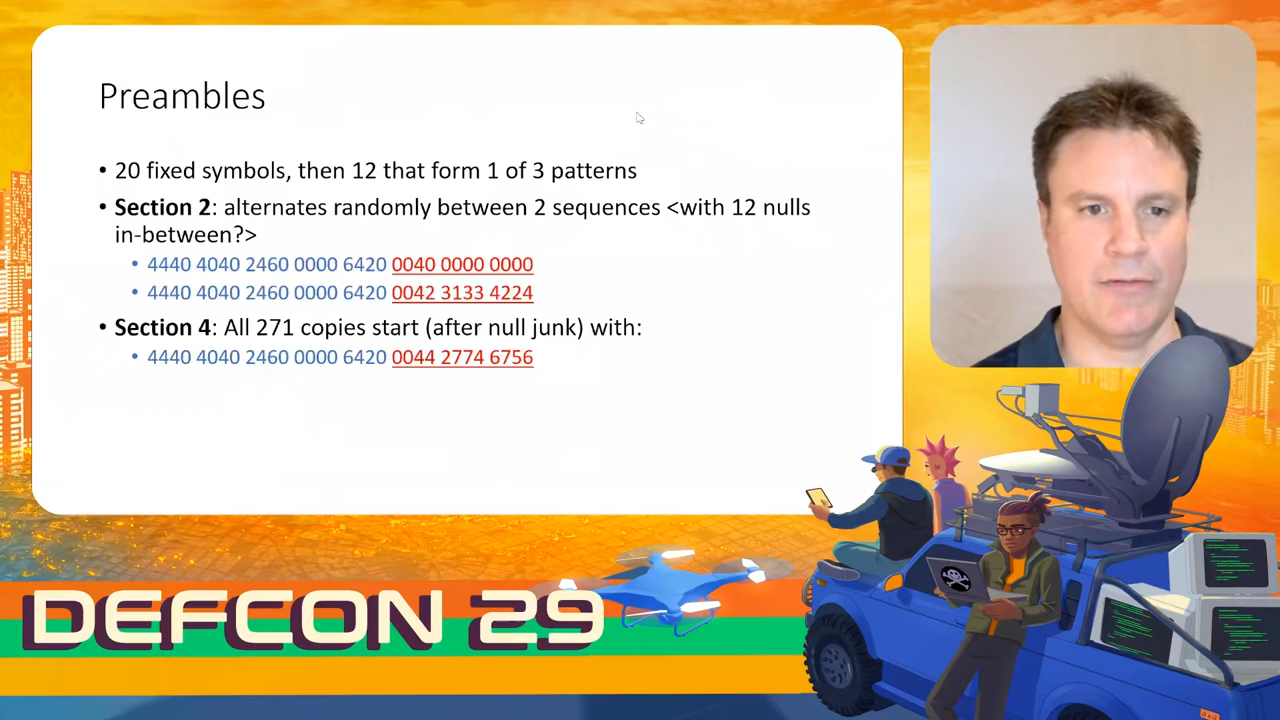 Preambles
• 20 fixed symbols, then 12 that form 1 of 3 patterns
• Section 2: alternates randomly between 2 sequences <with 12 nulls
in-between?>
• 4440 4040 2460 0000 6420 0040 0000 0000
• 4440 4040 2460 0000 6420 0042 3133 4224
• Section 4: All 271 copies start (after null junk) with:
• 4440 4040 2460 0000 6420 0044 2774 6756
DEFCON 29